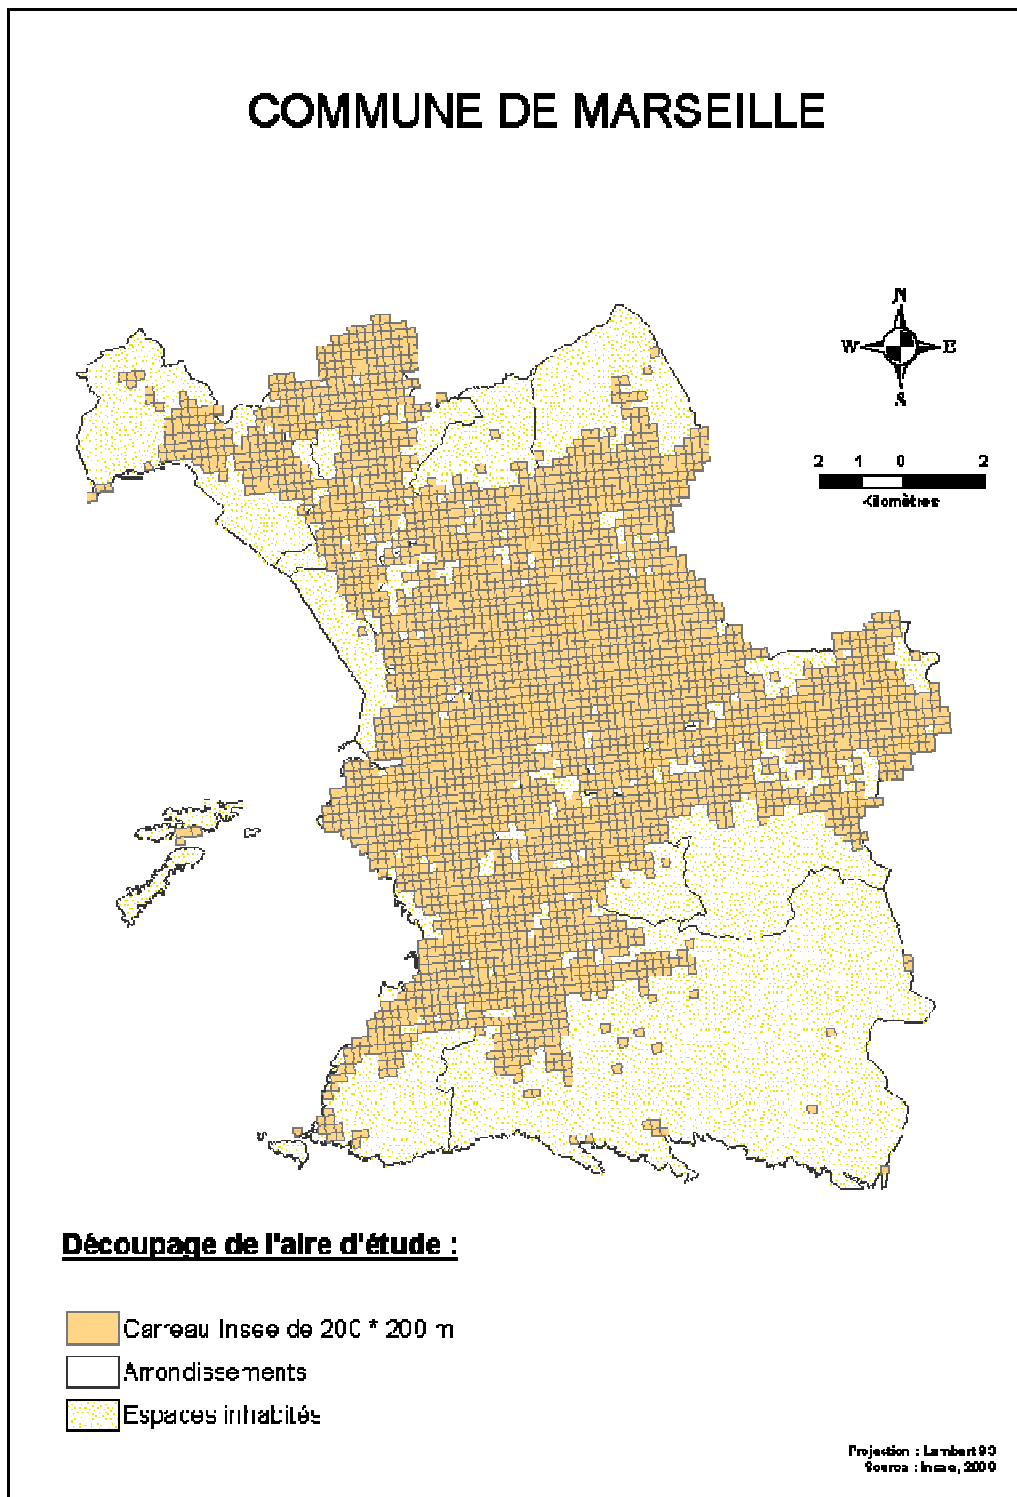 COMMUNE DE MARSEILLE
N
W E
S
2 1 0 2
Kilomètres
Découpage de l'aire d'étude :
Carreau Insee de 200 * 200 m
Arrondissements
Espaces inhabités
Projection : Lambert 93
Source : Insee,